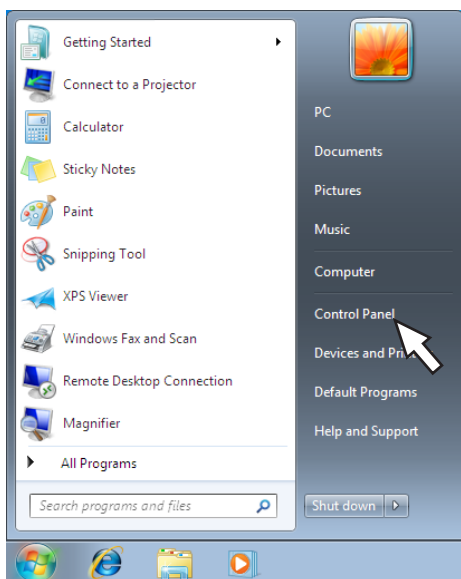 Getting Started
Connect to a Projector
Calculator
Sticky Notes
Paint
Snipping Tool
XPS Viewer
Windows Fax and Scan
Remote Desktop Connection
Magnifier
All Programs
Search programs and files
PC
Documents
Pictures
Music
Computer
Control Panel
Devices and
Default Programs
Help and Support
Shut down